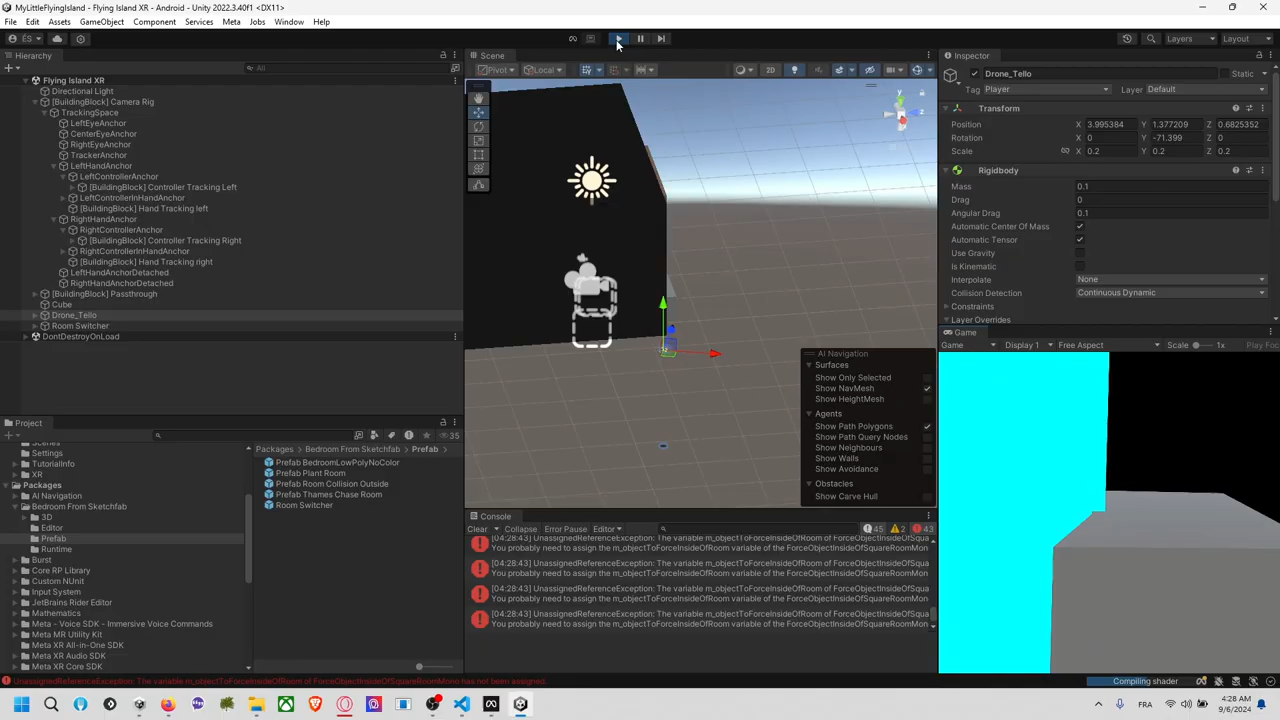 MyLittleFlyingIsland - Flying Island XR - Android - Unity 2022.3.40f1 <DX11>
File Edit Assets GameObject Component Services Meta Jobs Window Help
ÉS
Layers Layout
Hierarchy
All
Flying Island XR
Directional Light
[BuildingBlock] Camera Rig
TrackingSpace
LeftEyeAnchor
CenterEyeAnchor
RightEyeAnchor
TrackerAnchor
LeftHandAnchor
LeftControllerAnchor
[BuildingBlock] Controller Tracking Left
LeftControllerInHandAnchor
[BuildingBlock] Hand Tracking left
RightHandAnchor
RightControllerAnchor
[BuildingBlock] Controller Tracking Right
RightControllerInHandAnchor
[BuildingBlock] Hand Tracking right
LeftHandAnchorDetached
RightHandAnchorDetached
[BuildingBlock] Passthrough
Cube
Drone_Tello
Room Switcher
DontDestroyOnLoad
Scene
Pivot Local
2D
y
z
AI Navigation
Surfaces
Show Only Selected
Show NavMesh
Show HeightMesh
Agents
Show Path Polygons
Show Path Query Nodes
Show Neighbours
Show Walls
Show Avoidance
Obstacles
Show Carve Hull
Inspector
Drone_Tello
Static
Tag Player Layer Default
Transform
Position X 3.995384 Y 1.377209 Z 0.6825352
Rotation X 0 Y -71.399 Z 0
Scale X 0.2 Y 0.2 Z 0.2
Rigidbody
Mass 0.1
Drag 0
Angular Drag 0.1
Automatic Center Of Mass
Automatic Tensor
Use Gravity
Is Kinematic
Interpolate None
Collision Detection Continuous Dynamic
Constraints
Layer Overrides
Game
Game Display 1 Free Aspect Scale 1x Play Foc
Project
35
Scenes
Settings
TutorialInfo
XR
Packages
AI Navigation
Bedroom From Sketchfab
3D
Editor
Prefab
Runtime
Burst
Core RP Library
Custom NUnit
Input System
JetBrains Rider Editor
Mathematics
Meta - Voice SDK - Immersive Voice Commands
Meta MR Utility Kit
Meta XR All-in-One SDK
Meta XR Audio SDK
Meta XR Core SDK
Packages Bedroom From Sketchfab Prefab
Prefab BedroomLowPolyNoColor
Prefab Plant Room
Prefab Room Collision Outside
Prefab Thames Chase Room
Room Switcher
Console
Clear Collapse Error Pause Editor
45 2 43
[04:28:43] UnassignedReferenceException: The variable m_objectToForceInsideOfRoom of ForceObjectInsideOfSqua
You probably need to assign the m_objectToForceInsideOfRoom variable of the ForceObjectInsideOfSquareRoomMon
[04:28:43] UnassignedReferenceException: The variable m_objectToForceInsideOfRoom of ForceObjectInsideOfSqua
You probably need to assign the m_objectToForceInsideOfRoom variable of the ForceObjectInsideOfSquareRoomMon
[04:28:43] UnassignedReferenceException: The variable m_objectToForceInsideOfRoom of ForceObjectInsideOfSqua
You probably need to assign the m_objectToForceInsideOfRoom variable of the ForceObjectInsideOfSquareRoomMon
[04:28:43] UnassignedReferenceException: The variable m_objectToForceInsideOfRoom of ForceObjectInsideOfSqua
You probably need to assign the m_objectToForceInsideOfRoom variable of the ForceObjectInsideOfSquareRoomMon
UnassignedReferenceException: The variable m_objectToForceInsideOfRoom of ForceObjectInsideOfSquareRoomMono has not been assigned.
Compiling shader
FRA
4:28 AM
9/6/2024